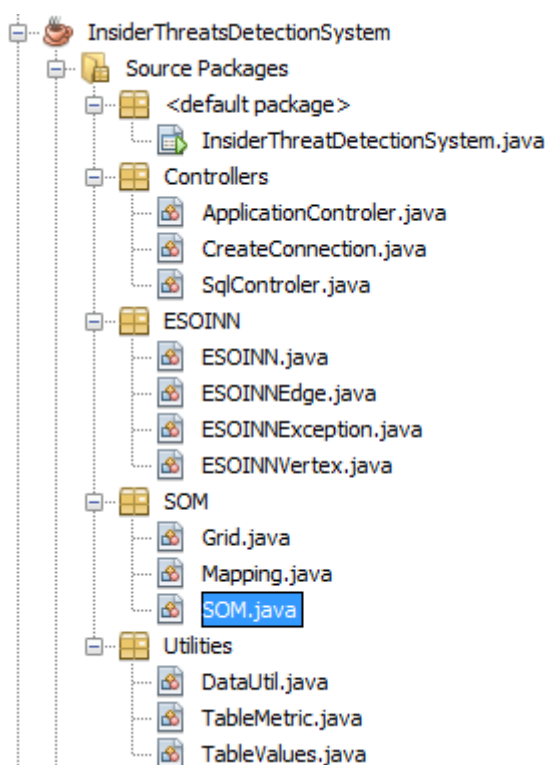 InsiderThreatsDetectionSystem
Source Packages
<default package>
InsiderThreatDetectionSystem.java
Controllers
ApplicationControler.java
CreateConnection.java
SqlControler.java
ESOINN
ESOINN.java
ESOINNEdge.java
ESOINNException.java
ESOINNVertex.java
SOM
Grid.java
Mapping.java
SOM.java
Utilities
DataUtil.java
TableMetric.java
TableValues.java